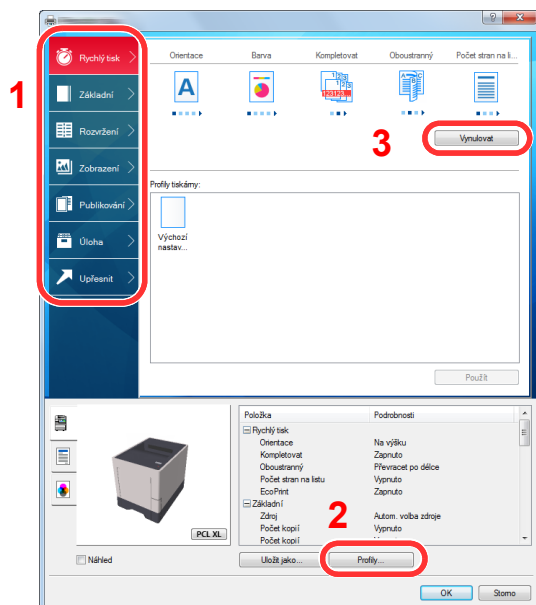 1
Rychlý tisk
Základní
Rozvržení
Zobrazení
Publikování
Úloha
Upřesnit
Orientace Barva Kompletovat Oboustranný Počet stran na li...
A
123
123123...
A B C
3
Vynulovat
Profily tiskárny:
Výchozí
nastav...
Použít
PCL XL
Náhled
Položka Podrobnosti
Rychlý tisk
Orientace Na výšku
Kompletovat Zapnuto
Oboustranný Převracet po délce
Počet stran na listu Vypnuto
EcoPrint Zapnuto
Základní
Zdroj Autom. volba zdroje
Počet kopií Vypnuto
Počet kopií
2
Uložit jako... Profily...
OK Storno